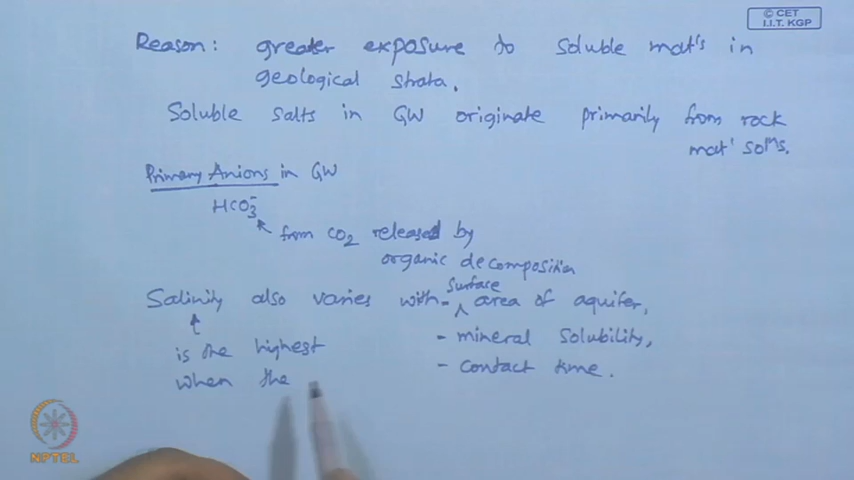 © CET
I.I.T. KGP
Reason: greater exposure to soluble mat's in
geological strata.
Soluble salts in GW originate primarily from rock
mat' solns.
Primary Anions in GW
HCO3-
from CO2 released by
organic decomposition
Salinity also varies with - surface area of aquifer,
- mineral solubility,
- contact time.
is the highest
when the
NPTEL